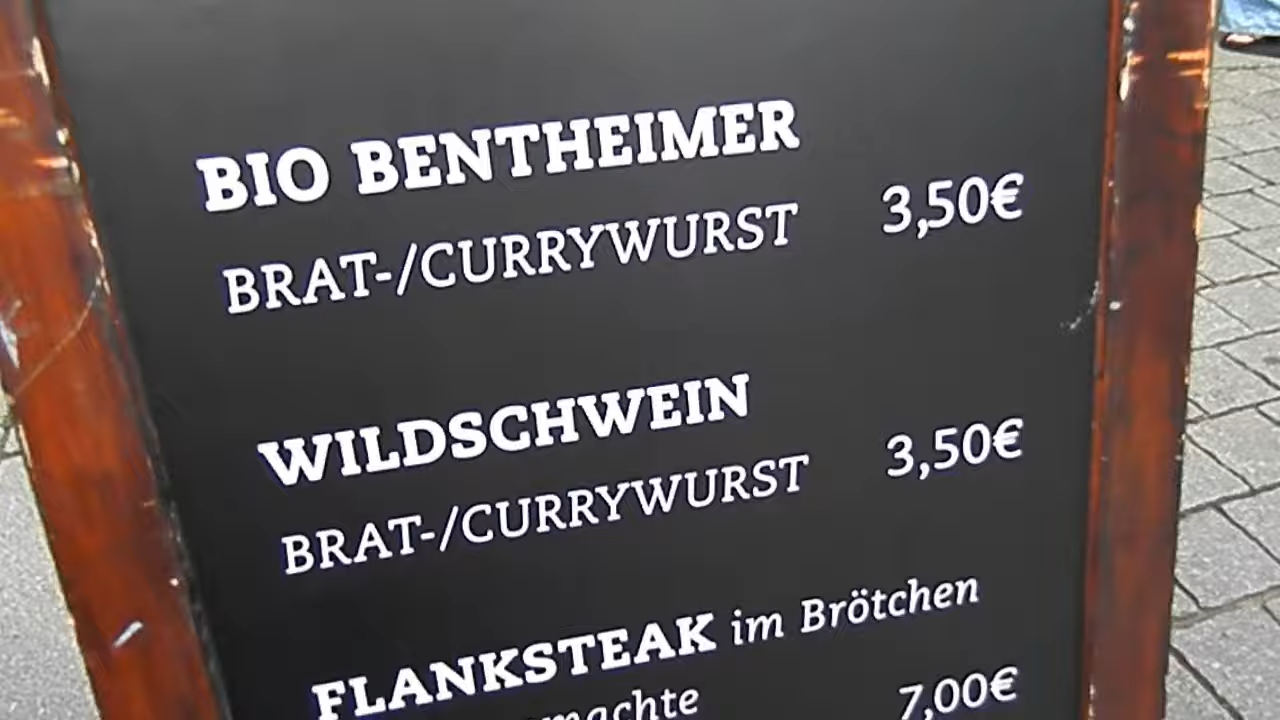 BIO BENTHEIMER
BRAT-/CURRYWURST 3,50€
WILDSCHWEIN
BRAT-/CURRYWURST 3,50€
FLANKSTEAK im Brötchen
7,00€